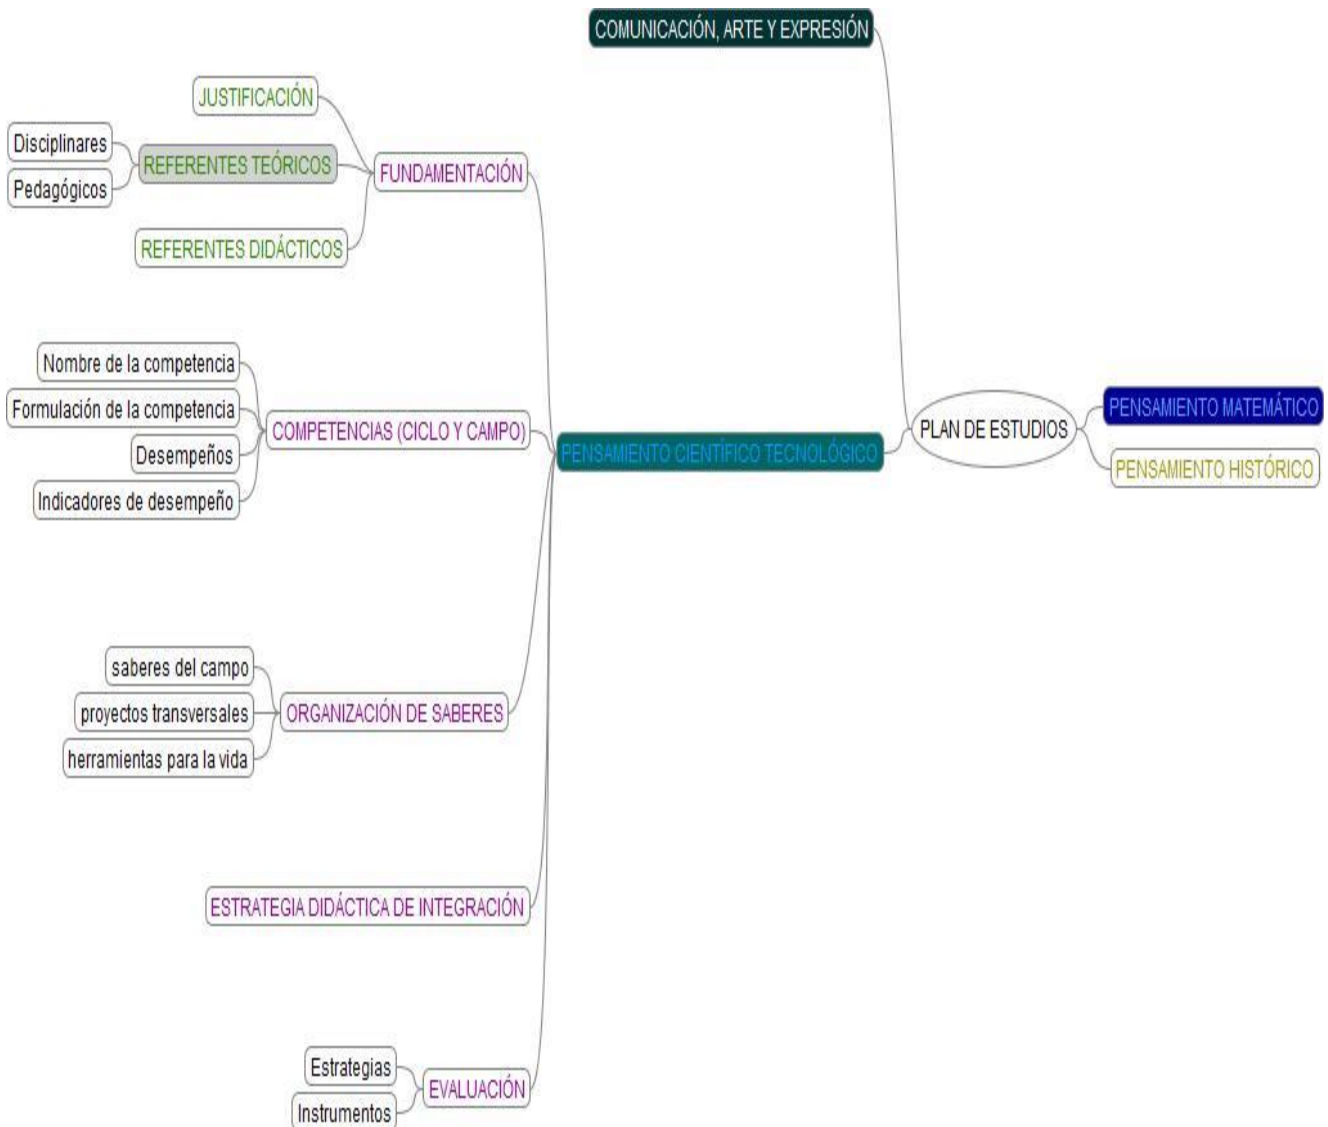 COMUNICACIÓN, ARTE Y EXPRESIÓN
JUSTIFICACIÓN
Disciplinares
REFERENTES TEÓRICOS
Pedagógicos
FUNDAMENTACIÓN
REFERENTES DIDÁCTICOS
Nombre de la competencia
Formulación de la competencia
Desempeños
Indicadores de desempeño
COMPETENCIAS (CICLO Y CAMPO)
PENSAMIENTO CIENTÍFICO TECNOLÓGICO
PLAN DE ESTUDIOS
PENSAMIENTO MATEMÁTICO
PENSAMIENTO HISTÓRICO
saberes del campo
proyectos transversales
herramientas para la vida
ORGANIZACIÓN DE SABERES
ESTRATEGIA DIDÁCTICA DE INTEGRACIÓN
Estrategias
Instrumentos
EVALUACIÓN